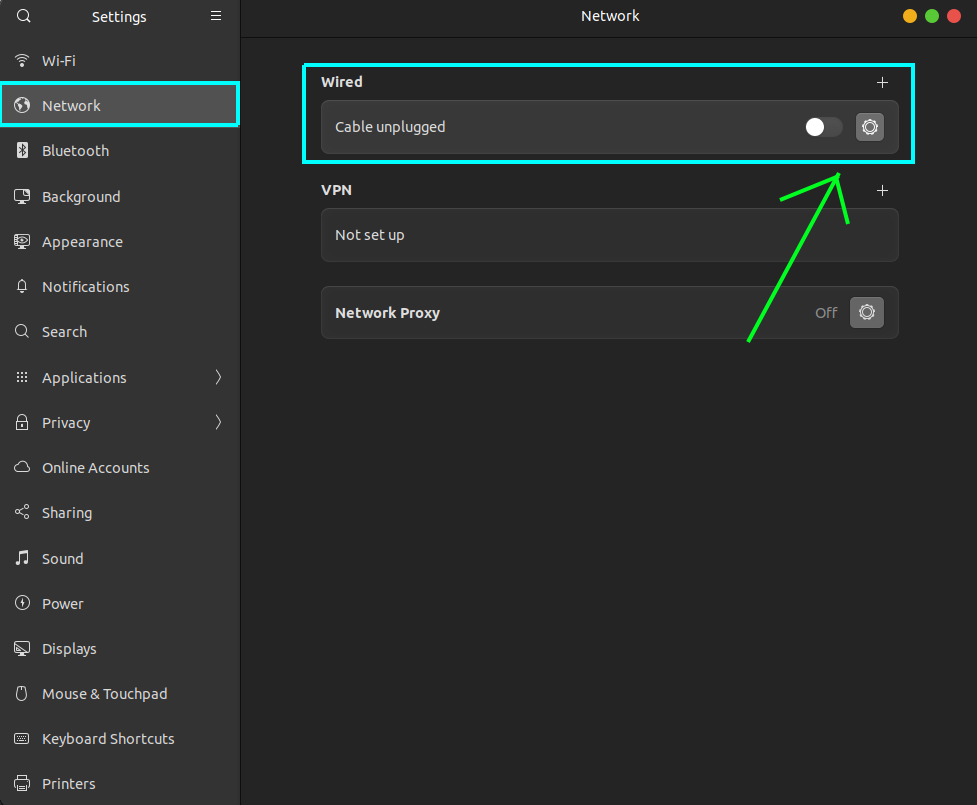 Settings
Network
Wi-Fi
Network
Bluetooth
Background
Appearance
Notifications
Search
Applications
Privacy
Online Accounts
Sharing
Sound
Power
Displays
Mouse & Touchpad
Keyboard Shortcuts
Printers
Wired
Cable unplugged
VPN
Not set up
Network Proxy Off